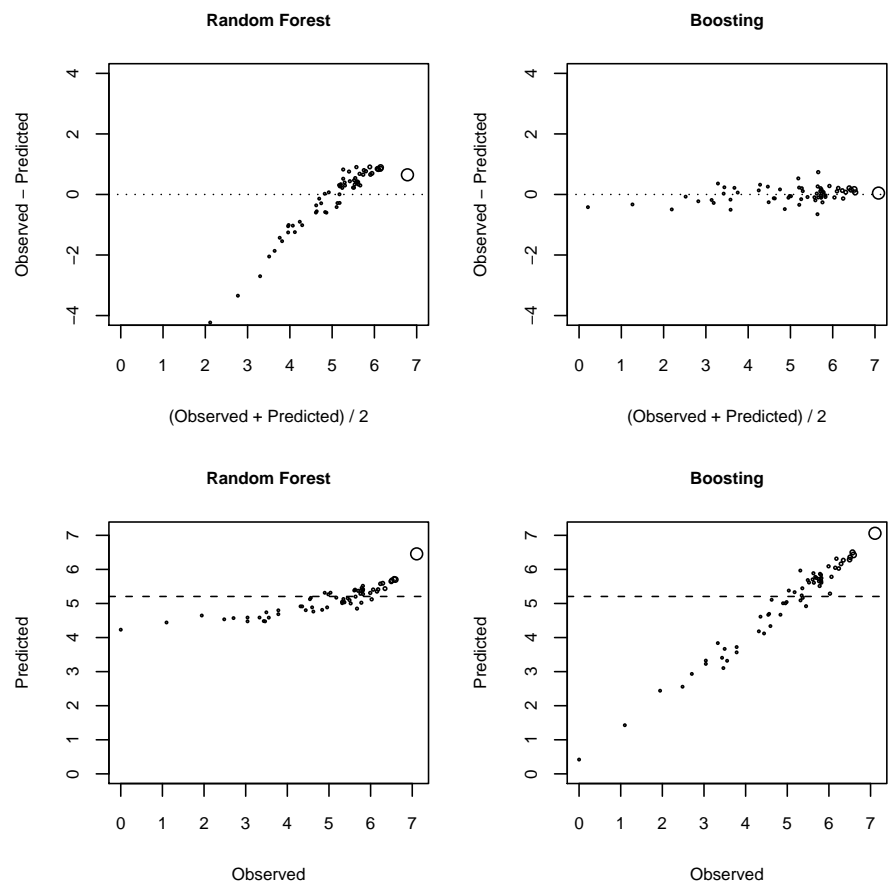 Random Forest
Observed − Predicted
4
2
0
−2
−4
0 1 2 3 4 5 6 7
(Observed + Predicted) / 2
Boosting
Observed − Predicted
4
2
0
−2
−4
0 1 2 3 4 5 6 7
(Observed + Predicted) / 2
Random Forest
Predicted
7
6
5
4
3
2
1
0
0 1 2 3 4 5 6 7
Observed
Boosting
Predicted
7
6
5
4
3
2
1
0
0 1 2 3 4 5 6 7
Observed